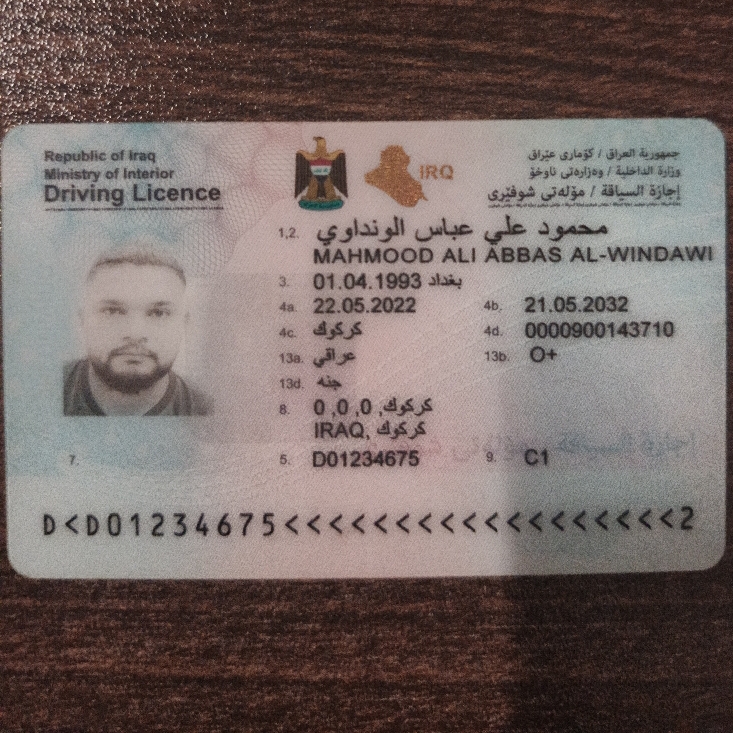 Republic of Iraq
Ministry of Interior
Driving Licence
IRQ
جمهورية العراق / كۆماری عێراق
وزارة الداخلية / وەزارەتی ناوخۆ
إجازة السياقة / مۆڵەتی شوفێری
1,2. محمود علي عباس الونداوي
MAHMOOD ALI ABBAS AL-WINDAWI
3. 01.04.1993 بغداد
4a. 22.05.2022 4b. 21.05.2032
4c. كركوك 4d. 0000900143710
13a. عراقي 13b. O+
13d. جنه
8. كركوك, 0, 0, 0
IRAQ, كركوك
7. 5. D01234675 9. C1
D<D01234675<<<<<<<<<<<<<<<<<<<2